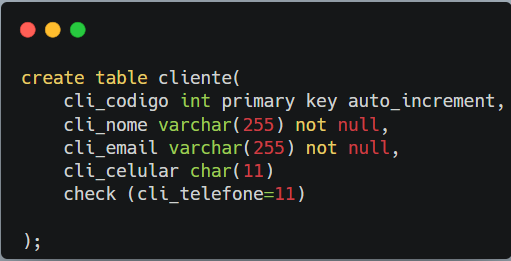 create table cliente(
    cli_codigo int primary key auto_increment,
    cli_nome varchar(255) not null,
    cli_email varchar(255) not null,
    cli_celular char(11)
    check (cli_telefone=11)
);